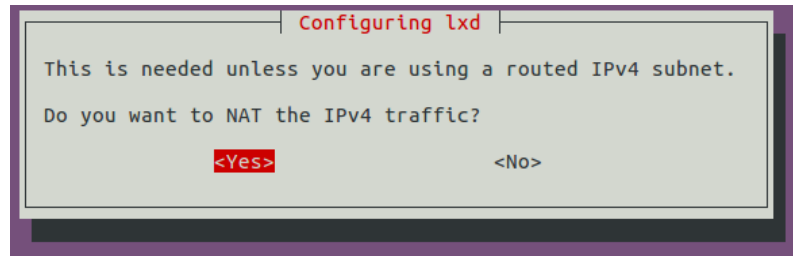 Configuring lxd
This is needed unless you are using a routed IPv4 subnet.
Do you want to NAT the IPv4 traffic?
<Yes> <No>